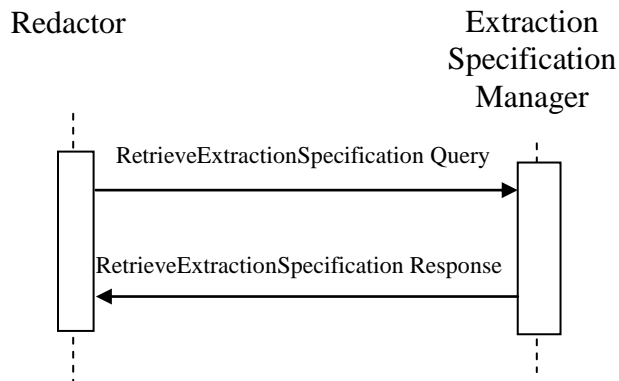 Redactor
Extraction
Specification
Manager
RetrieveExtractionSpecification Query
RetrieveExtractionSpecification Response